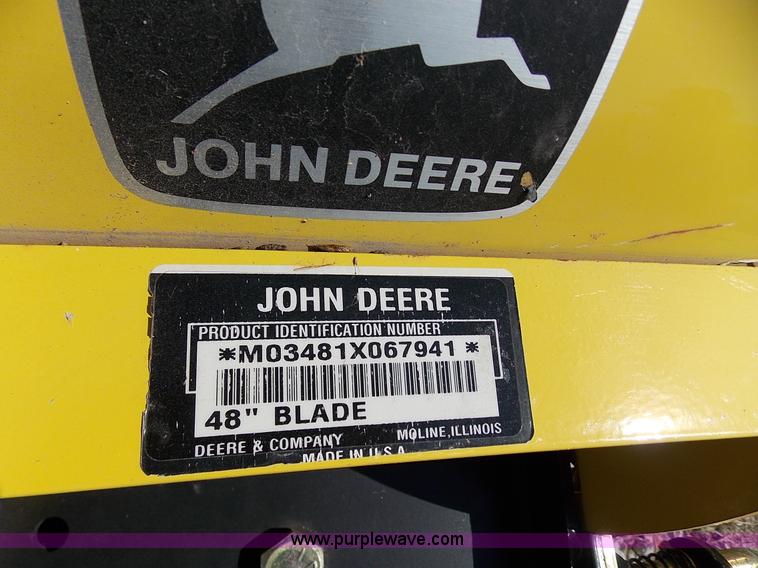 JOHN DEERE
JOHN DEERE
PRODUCT IDENTIFICATION NUMBER
*M03481X067941*
48" BLADE
DEERE & COMPANY MOLINE, ILLINOIS
MADE IN U.S.A
www.purplewave.com